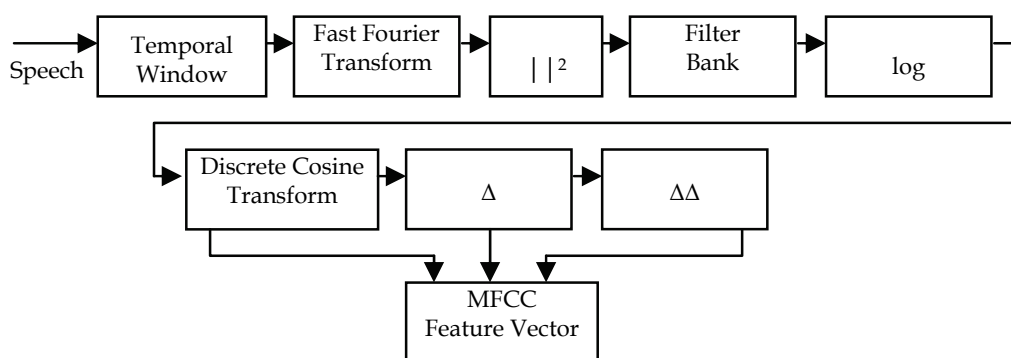 Speech
Temporal
Window
Fast Fourier
Transform
| |²
Filter
Bank
log
Discrete Cosine
Transform
Δ
ΔΔ
MFCC
Feature Vector